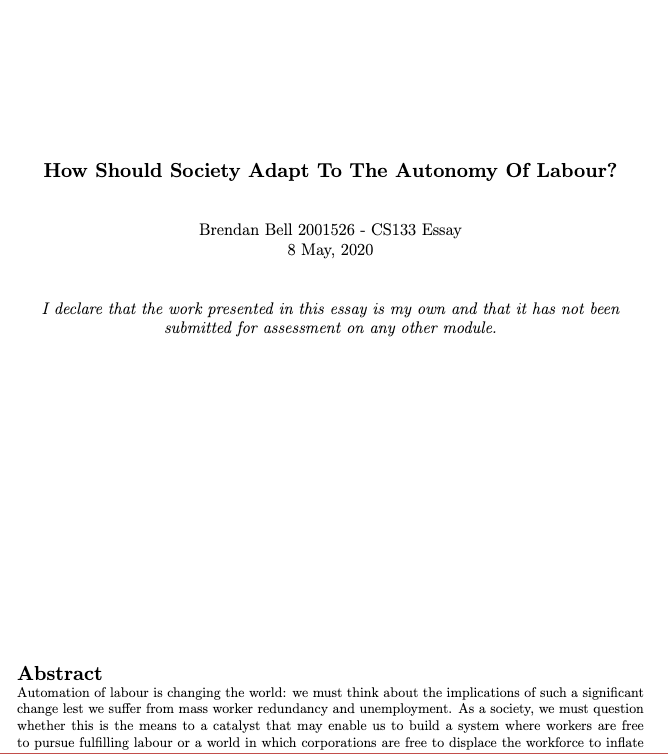 How Should Society Adapt To The Autonomy Of Labour?
Brendan Bell 2001526 - CS133 Essay
8 May, 2020
I declare that the work presented in this essay is my own and that it has not been
submitted for assessment on any other module.
Abstract
Automation of labour is changing the world: we must think about the implications of such a significant
change lest we suffer from mass worker redundancy and unemployment. As a society, we must question
whether this is the means to a catalyst that may enable us to build a system where workers are free
to pursue fulfilling labour or a world in which corporations are free to displace the workforce to inflate